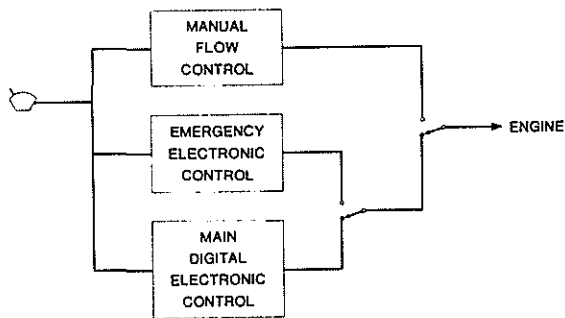 MANUAL
FLOW
CONTROL
EMERGENCY
ELECTRONIC
CONTROL
MAIN
DIGITAL
ELECTRONIC
CONTROL
ENGINE